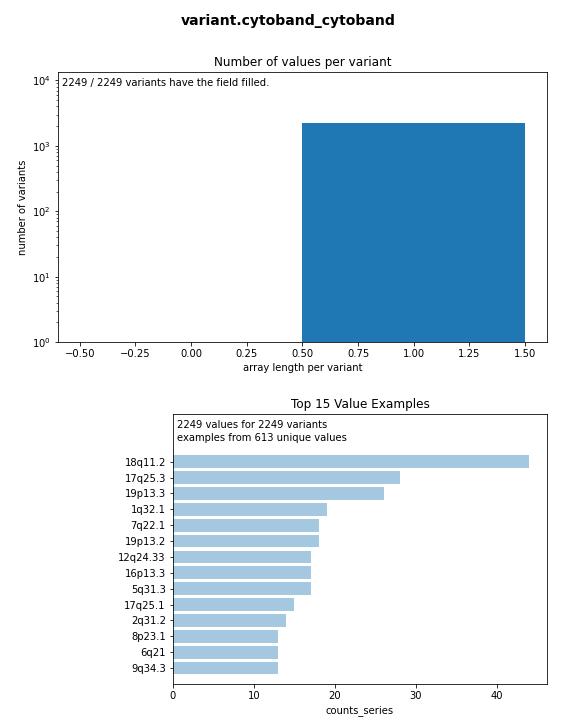 variant.cytoband_cytoband
Number of values per variant
2249 / 2249 variants have the field filled.
10⁴
10³
10²
10¹
10⁰
number of variants
−0.50 −0.25 0.00 0.25 0.50 0.75 1.00 1.25 1.50
array length per variant
Top 15 Value Examples
2249 values for 2249 variants
examples from 613 unique values
18q11.2
17q25.3
19p13.3
1q32.1
7q22.1
19p13.2
12q24.33
16p13.3
5q31.3
17q25.1
2q31.2
8p23.1
6q21
9q34.3
0 10 20 30 40
counts_series